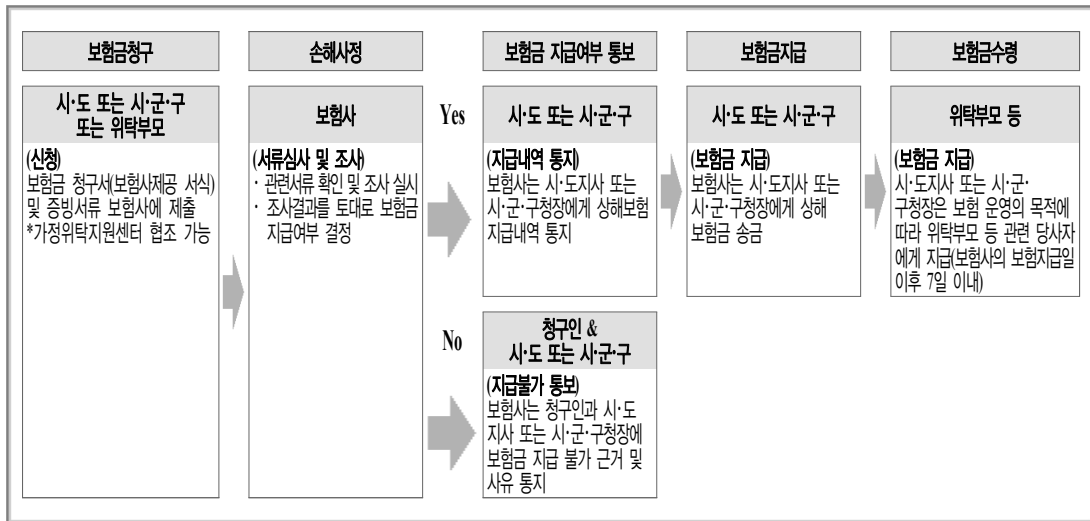 보험금청구
손해사정
보험금 지급여부 통보
보험금지급
보험금수령
시·도 또는 시·군·구
또는 위탁부모
(신청)
보험금 청구서(보험사제공 서식)
및 증빙서류 보험사에 제출
*가정위탁지원센터 협조 가능
보험사
(서류심사 및 조사)
· 관련서류 확인 및 조사 실시
· 조사결과를 토대로 보험금
지급여부 결정
Yes
시·도 또는 시·군·구
(지급내역 통지)
보험사는 시·도지사 또는
시·군·구청장에게 상해보험
지급내역 통지
시·도 또는 시·군·구
(보험금 지급)
보험사는 시·도지사 또는
시·군·구청장에게 상해
보험금 송금
위탁부모 등
(보험금 지급)
시·도지사 또는 시·군·
구청장은 보험 운영의 목적에
따라 위탁부모 등 관련 당사자
에게 지급(보험사의 보험지급일
이후 7일 이내)
No
청구인 &
시·도 또는 시·군·구
(지급불가 통보)
보험사는 청구인과 시·도
지사 또는 시·군·구청장에
보험금 지급 불가 근거 및
사유 통지